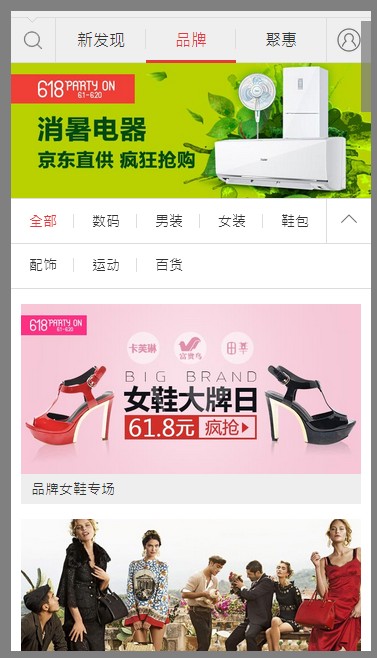 新发现 品牌 聚惠
618 PARTY ON
6.1-6.20
消暑电器
京东直供 疯狂抢购
全部 数码 男装 女装 鞋包
配饰 运动 百货
618 PARTY ON
6.1-6.20
卡芙琳 富贵鸟
BIG BRAND
女鞋大牌日
61.8元 疯抢
品牌女鞋专场